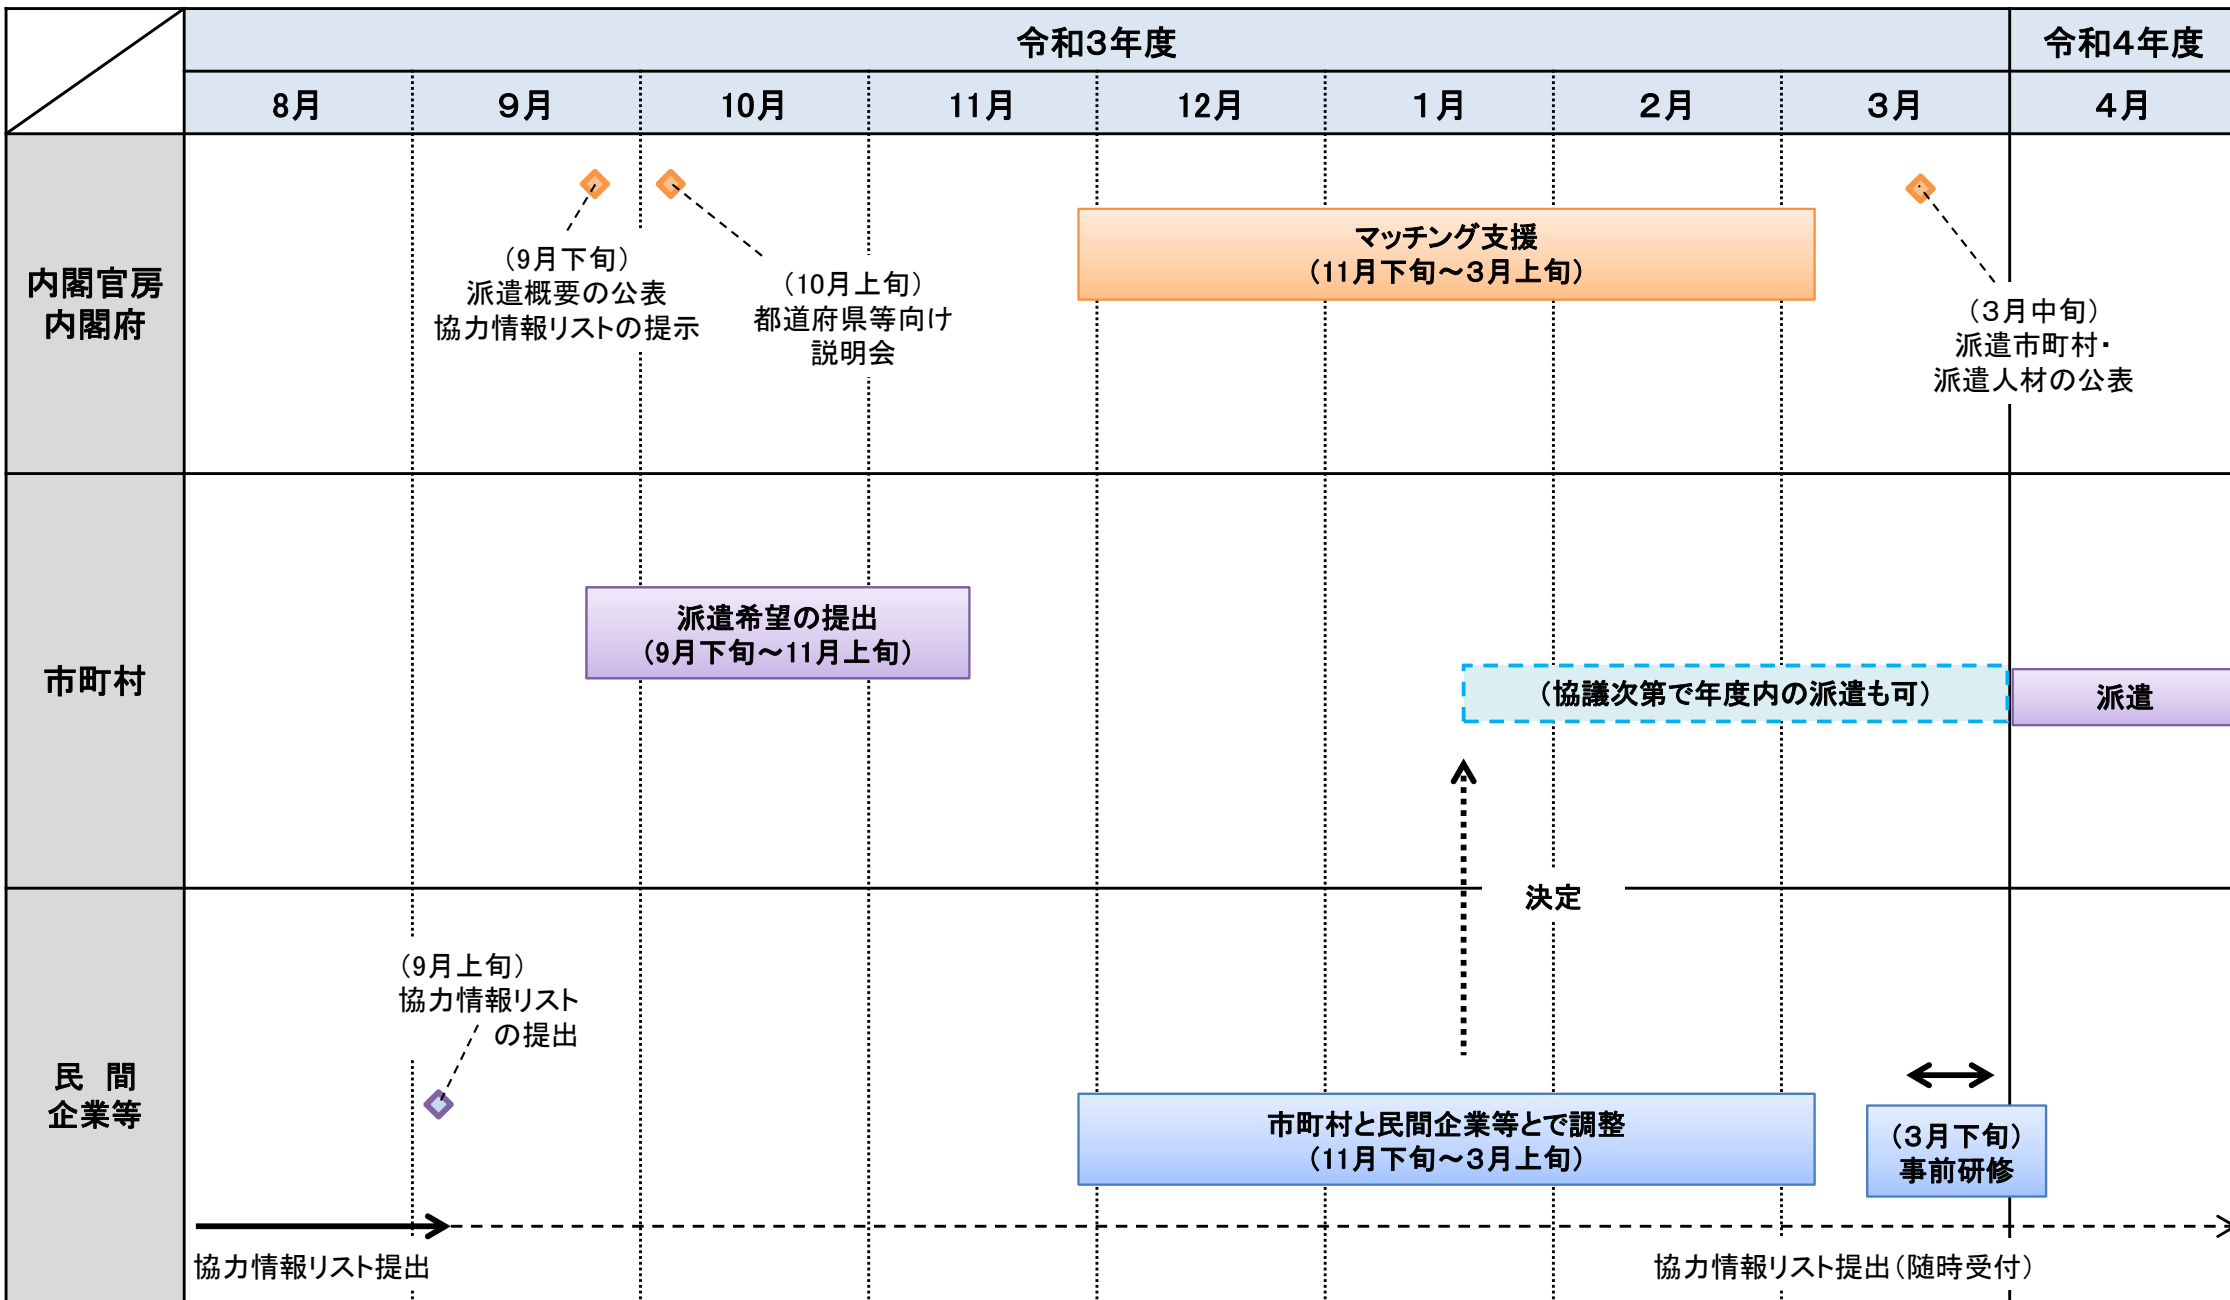 令和3年度
令和4年度
8月
9月
10月
11月
12月
1月
2月
3月
4月
内閣官房
内閣府
(9月下旬)
派遣概要の公表
協力情報リストの提示
(10月上旬)
都道府県等向け
説明会
マッチング支援
(11月下旬～3月上旬)
(3月中旬)
派遣市町村・
派遣人材の公表
市町村
派遣希望の提出
(9月下旬～11月上旬)
(協議次第で年度内の派遣も可)
派遣
決定
民　間
企業等
(9月上旬)
協力情報リスト
の提出
市町村と民間企業等とで調整
(11月下旬～3月上旬)
(3月下旬)
事前研修
協力情報リスト提出
協力情報リスト提出(随時受付)